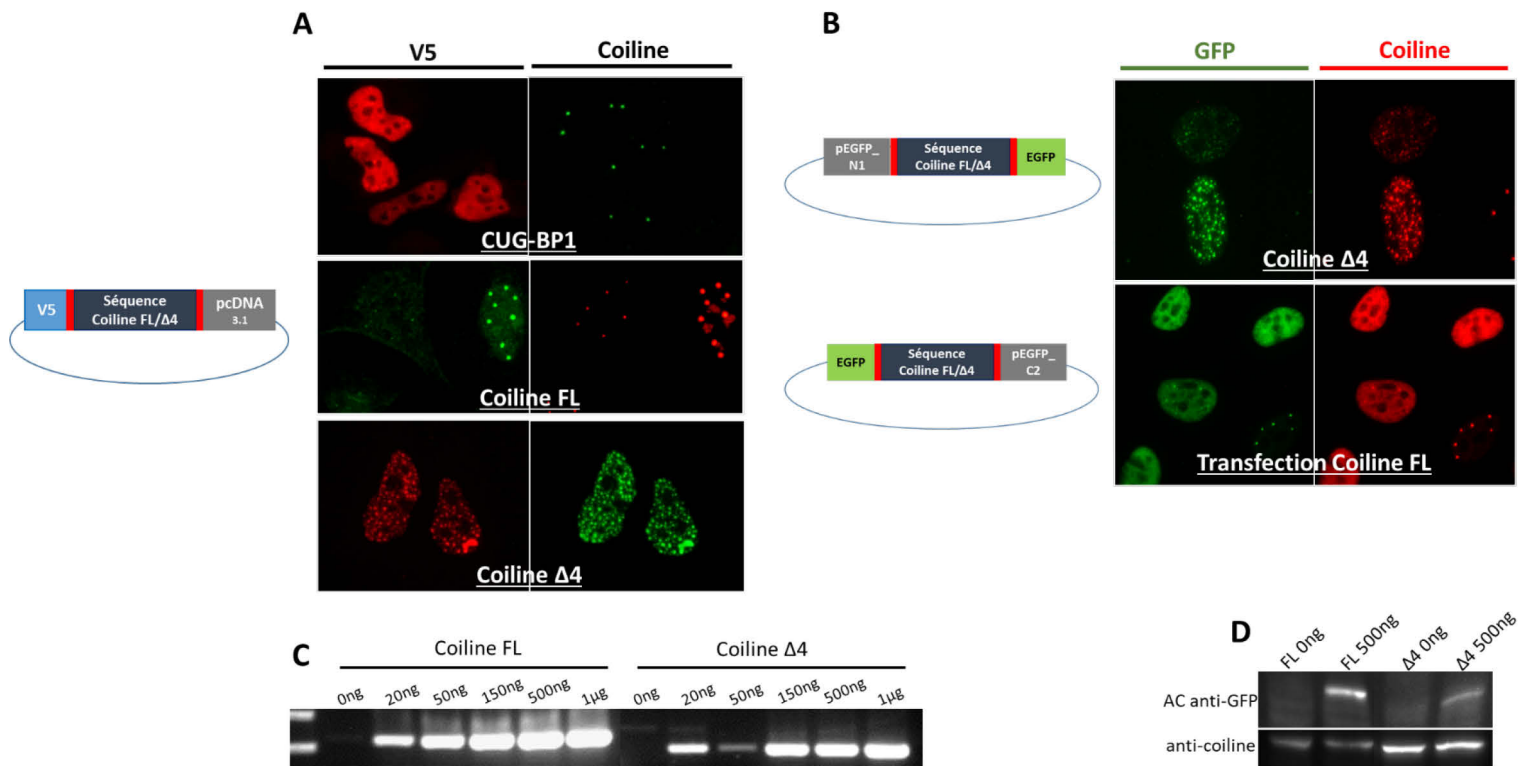 A
V5
Coiline
CUG-BP1
Coiline FL
Coiline Δ4
V5
Séquence
Coiline FL/Δ4
pcDNA
3.1
B
GFP
Coiline
pEGFP_
N1
Séquence
Coiline FL/Δ4
EGFP
Coiline Δ4
EGFP
Séquence
Coiline FL/Δ4
pEGFP_
C2
Transfection Coiline FL
C
Coiline FL
Coiline Δ4
0ng 20ng 50ng 150ng 500ng 1µg
0ng 20ng 50ng 150ng 500ng 1µg
D
FL 0ng
FL 500ng
Δ4 0ng
Δ4 500ng
AC anti-GFP
anti-coiline